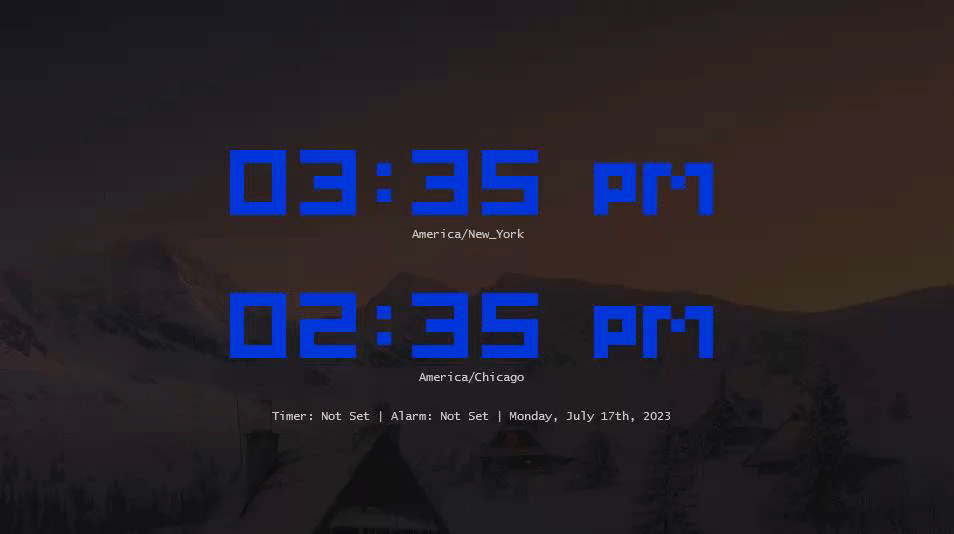 03:35 PM
America/New_York
02:35 PM
America/Chicago
Timer: Not Set | Alarm: Not Set | Monday, July 17th, 2023